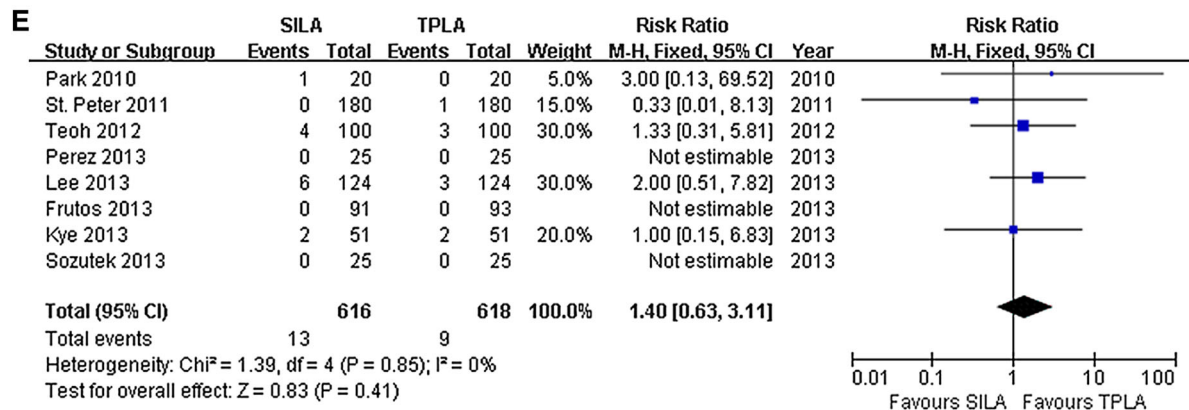 E
SILA TPLA Risk Ratio Risk Ratio
Study or Subgroup Events Total Events Total Weight M-H, Fixed, 95% CI Year M-H, Fixed, 95% CI
Park 2010 1 20 0 20 5.0% 3.00 [0.13, 69.52] 2010
St. Peter 2011 0 180 1 180 15.0% 0.33 [0.01, 8.13] 2011
Teoh 2012 4 100 3 100 30.0% 1.33 [0.31, 5.81] 2012
Perez 2013 0 25 0 25 Not estimable 2013
Lee 2013 6 124 3 124 30.0% 2.00 [0.51, 7.82] 2013
Frutos 2013 0 91 0 93 Not estimable 2013
Kye 2013 2 51 2 51 20.0% 1.00 [0.15, 6.83] 2013
Sozutek 2013 0 25 0 25 Not estimable 2013
Total (95% CI) 616 618 100.0% 1.40 [0.63, 3.11]
Total events 13 9
Heterogeneity: Chi² = 1.39, df = 4 (P = 0.85); I² = 0%
Test for overall effect: Z = 0.83 (P = 0.41)
0.01 0.1 1 10 100
Favours SILA Favours TPLA